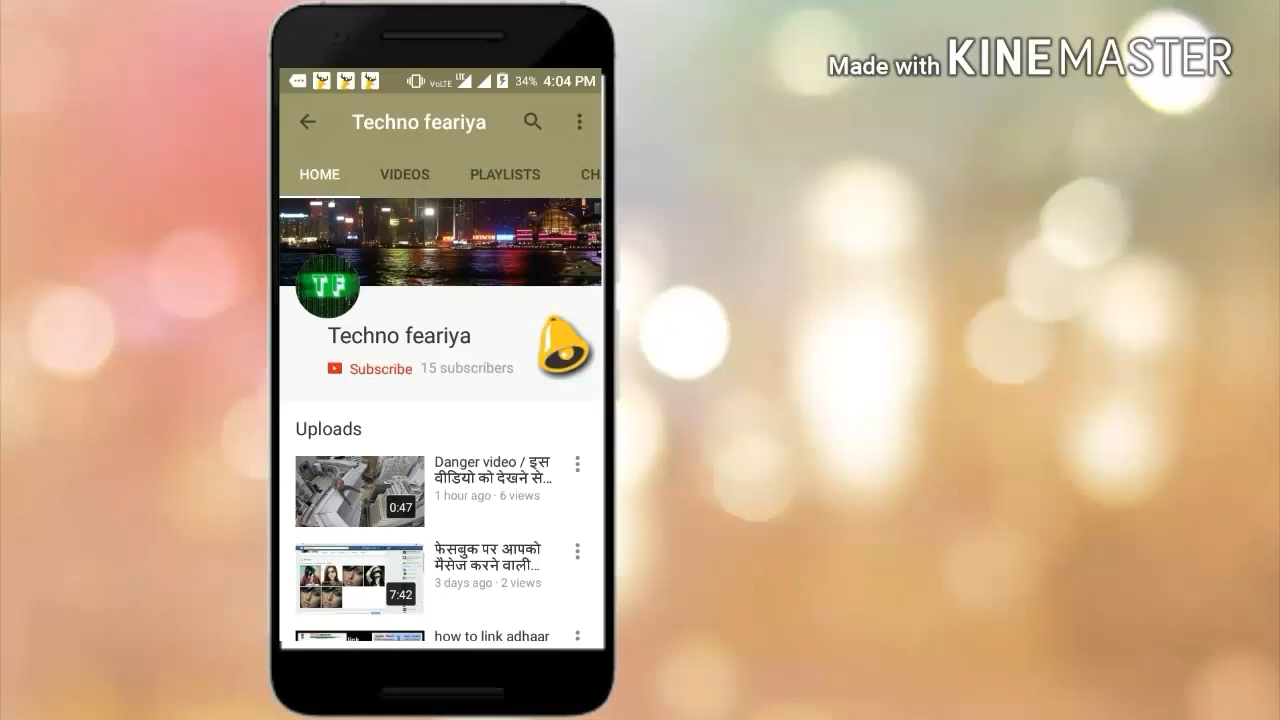 Made with KINEMASTER
VoLTE LTE 34% 4:04 PM
Techno feariya
HOME VIDEOS PLAYLISTS CH
HITACHI
TF
Techno feariya
Subscribe 15 subscribers
Uploads
Danger video / इस
वीडियो को देखने से...
1 hour ago · 6 views
0:47
फेसबुक पर आपको
मैसेज करने वाली...
3 days ago · 2 views
7:42
how to link adhaar